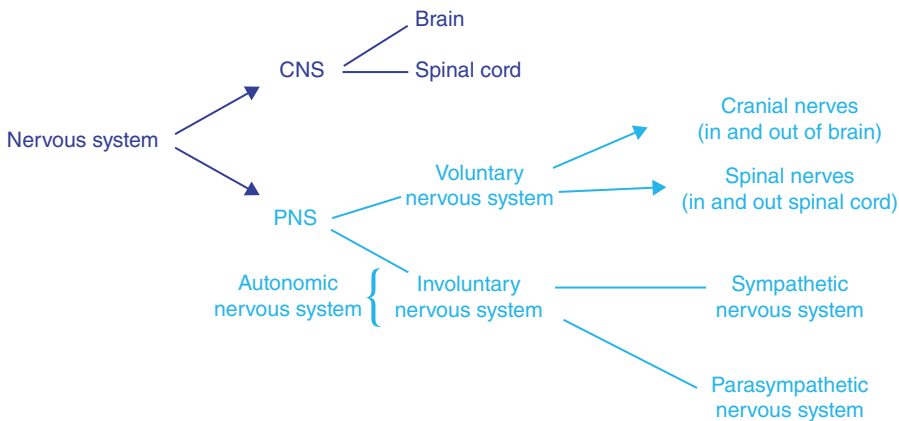 Brain
CNS
Spinal cord
Nervous system
Cranial nerves
(in and out of brain)
Voluntary
nervous system
Spinal nerves
(in and out spinal cord)
PNS
Autonomic
nervous system
Involuntary
nervous system
Sympathetic
nervous system
Parasympathetic
nervous system